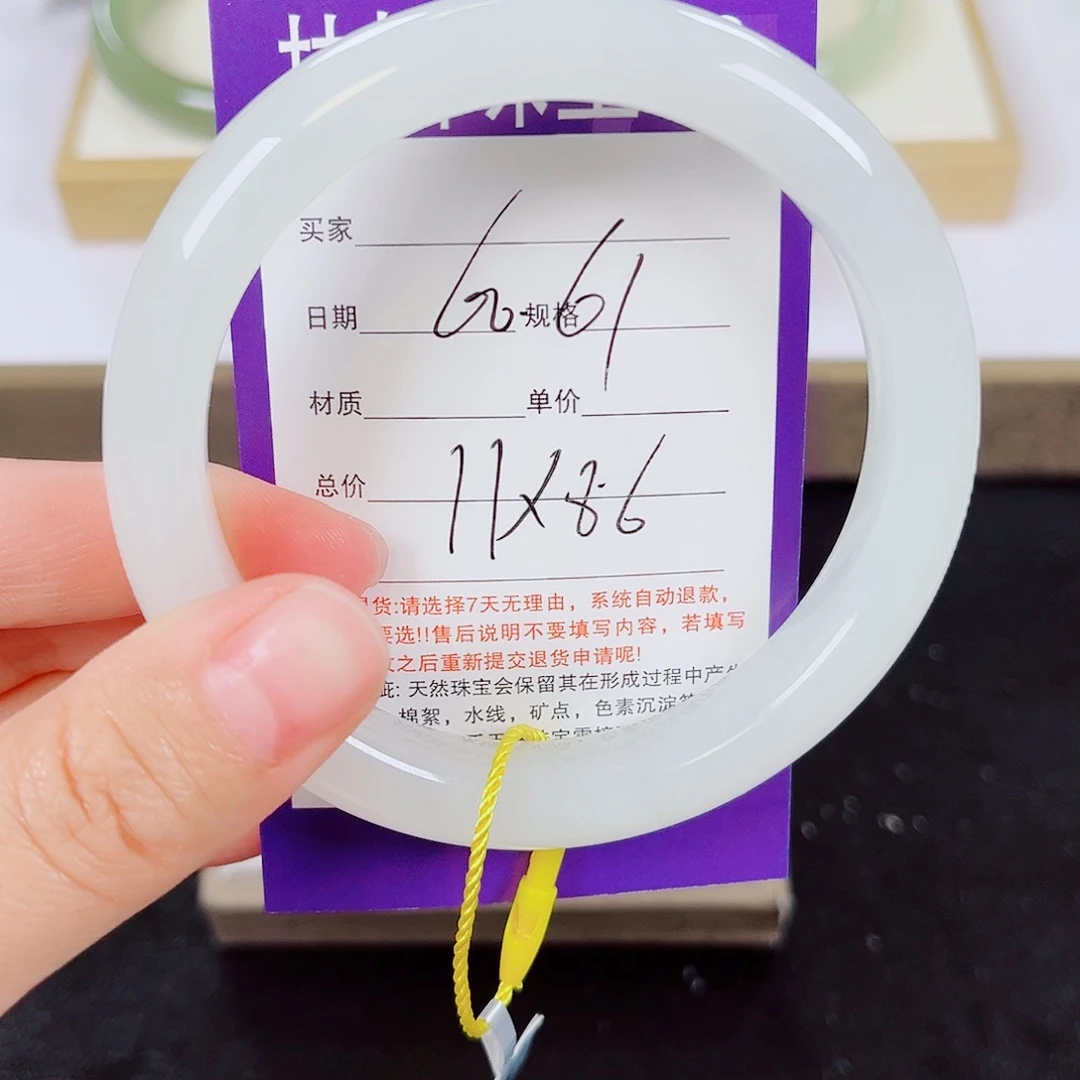 买家
60.61
日期 规格
材质 单价
总价
11X8.6
货:请选择7天无理由，系统自动退款，
要选!!售后说明不要填写内容，若填写
之后重新提交退货申请呢!
疵: 天然珠宝会保留其在形成过程中产
棉絮，水线，矿点，色素沉淀